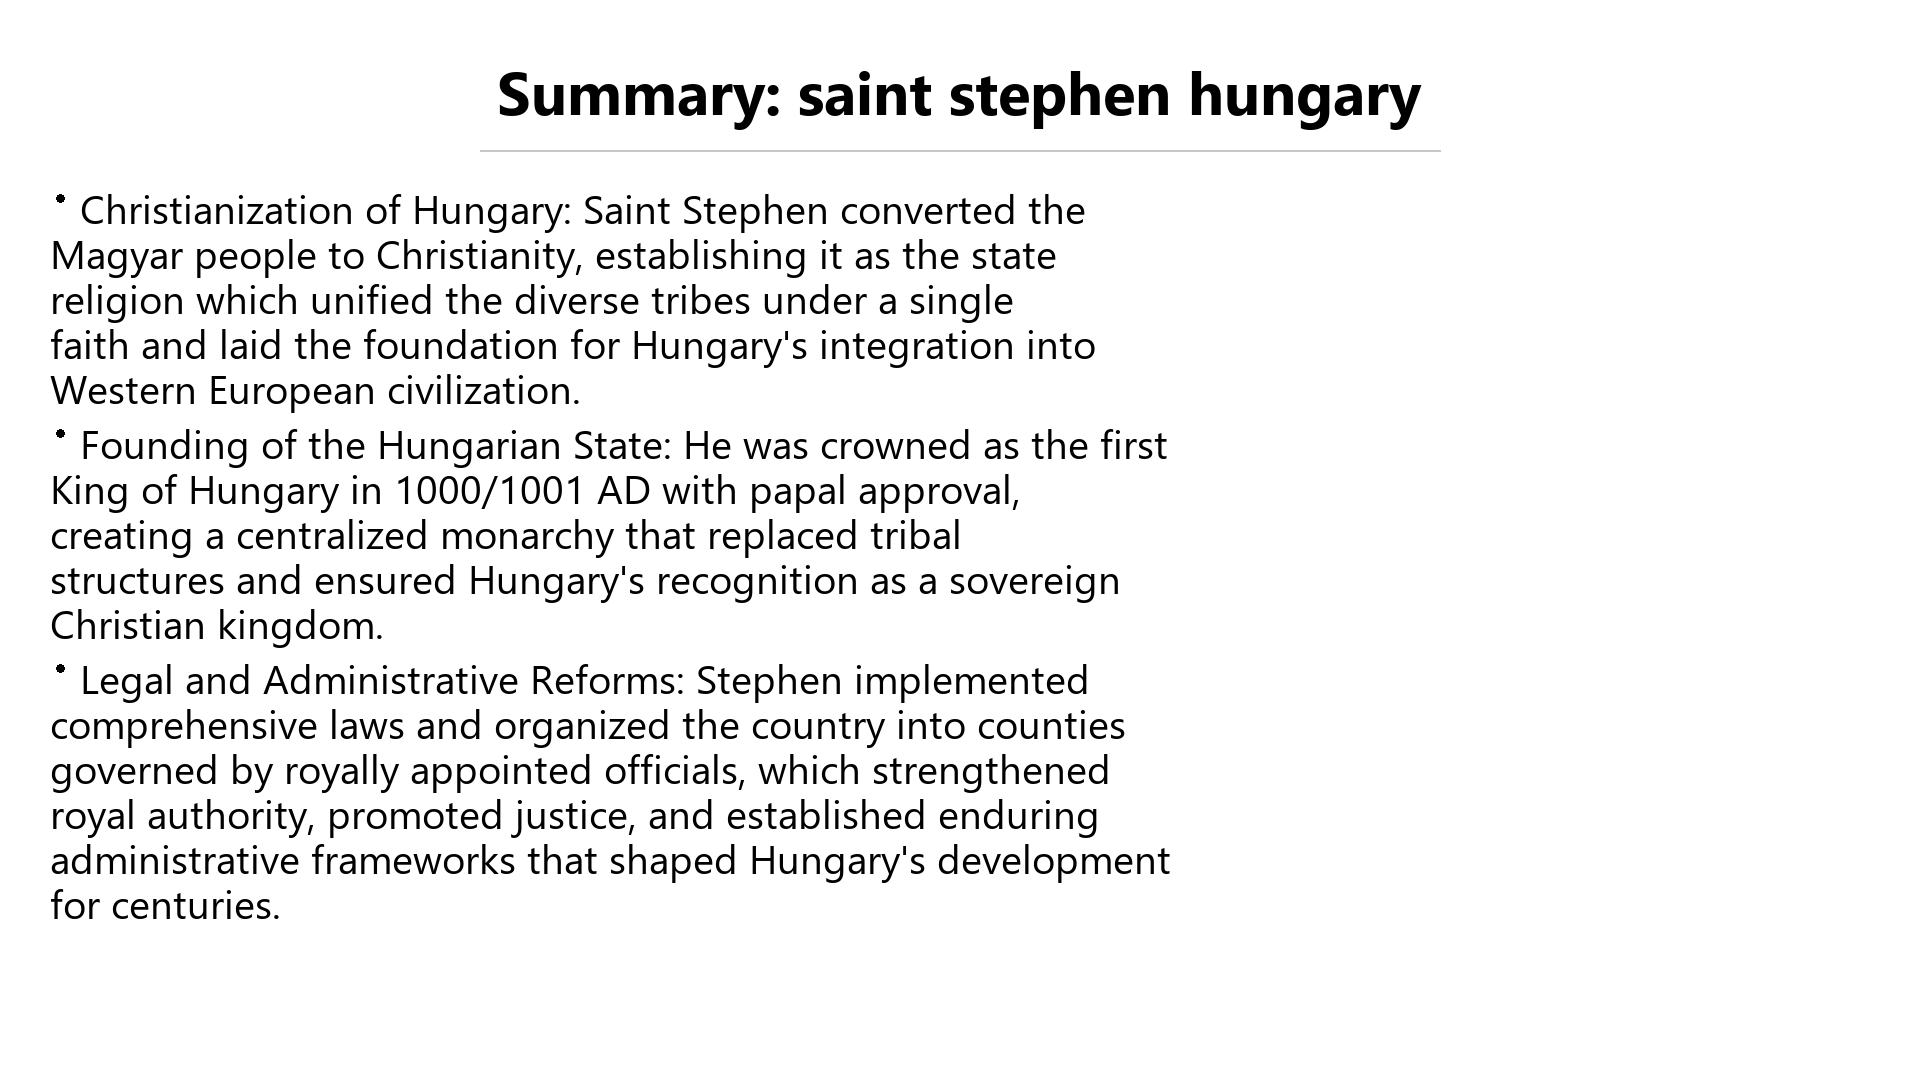 Summary: saint stephen hungary
• Christianization of Hungary: Saint Stephen converted the
Magyar people to Christianity, establishing it as the state
religion which unified the diverse tribes under a single
faith and laid the foundation for Hungary's integration into
Western European civilization.
• Founding of the Hungarian State: He was crowned as the first
King of Hungary in 1000/1001 AD with papal approval,
creating a centralized monarchy that replaced tribal
structures and ensured Hungary's recognition as a sovereign
Christian kingdom.
• Legal and Administrative Reforms: Stephen implemented
comprehensive laws and organized the country into counties
governed by royally appointed officials, which strengthened
royal authority, promoted justice, and established enduring
administrative frameworks that shaped Hungary's development
for centuries.